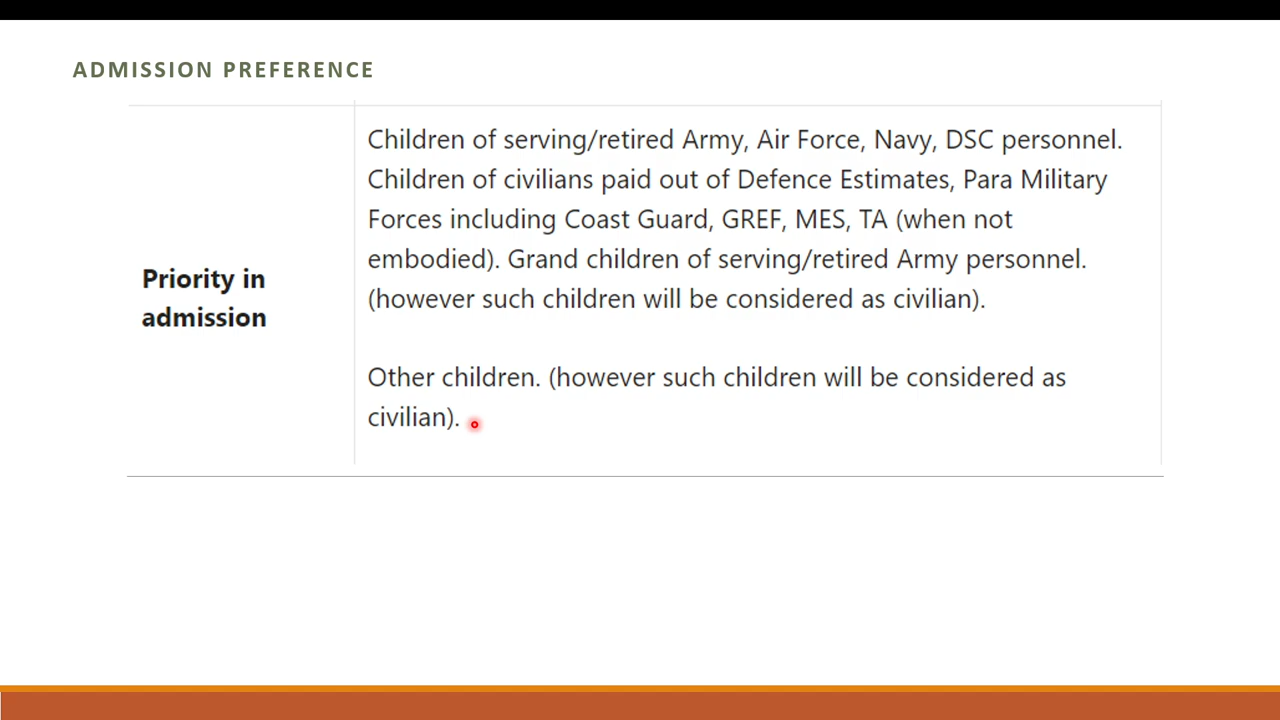 ADMISSION PREFERENCE
Priority in
admission
Children of serving/retired Army, Air Force, Navy, DSC personnel.
Children of civilians paid out of Defence Estimates, Para Military
Forces including Coast Guard, GREF, MES, TA (when not
embodied). Grand children of serving/retired Army personnel.
(however such children will be considered as civilian).
Other children. (however such children will be considered as
civilian).